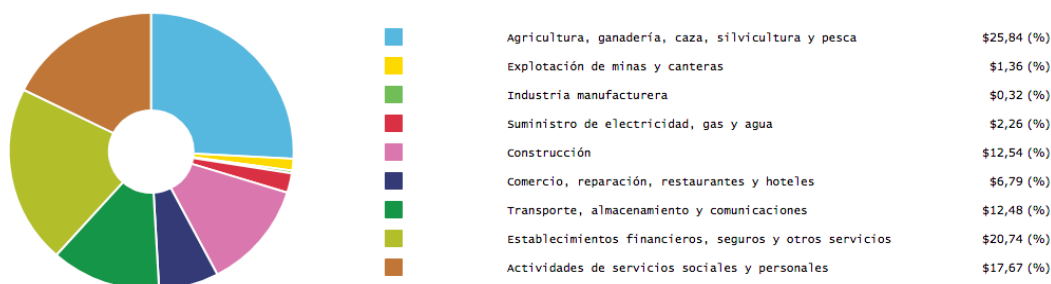 Agricultura, ganadería, caza, silvicultura y pesca $25,84 (%)
Explotación de minas y canteras $1,36 (%)
Industria manufacturera $0,32 (%)
Suministro de electricidad, gas y agua $2,26 (%)
Construcción $12,54 (%)
Comercio, reparación, restaurantes y hoteles $6,79 (%)
Transporte, almacenamiento y comunicaciones $12,48 (%)
Establecimientos financieros, seguros y otros servicios $20,74 (%)
Actividades de servicios sociales y personales $17,67 (%)